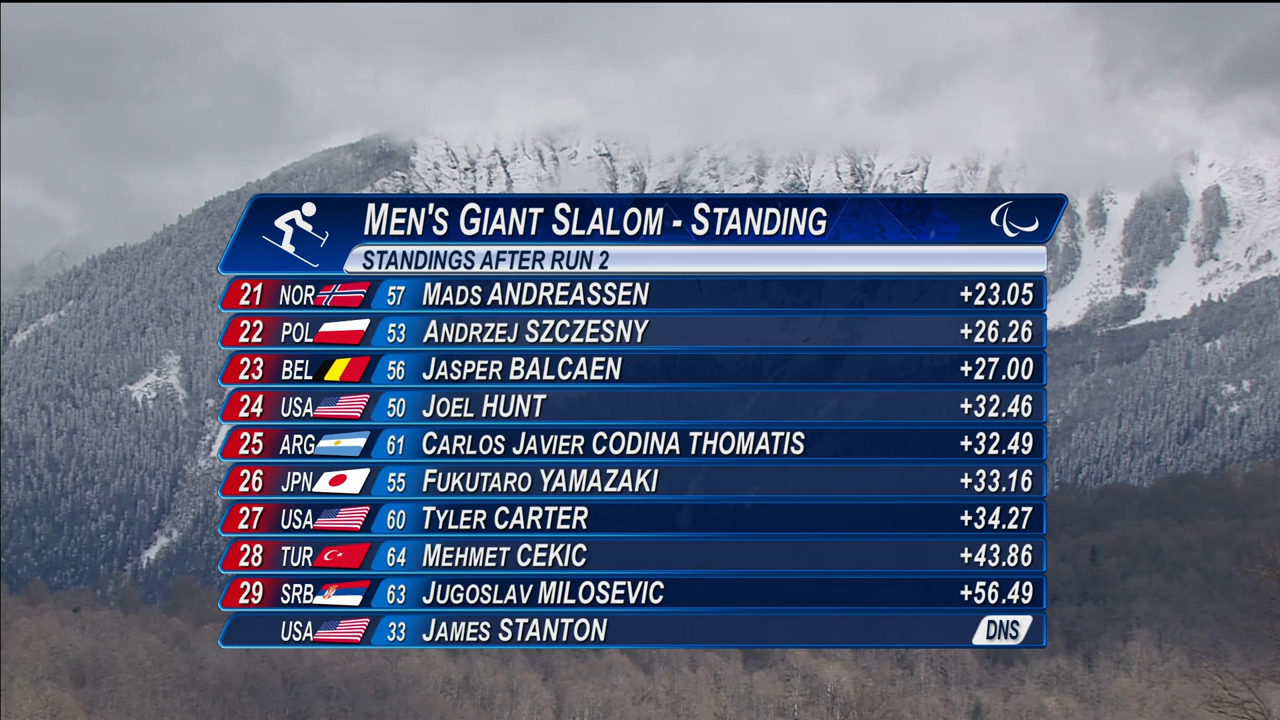 MEN'S GIANT SLALOM - STANDING
STANDINGS AFTER RUN 2
21 NOR 57 MADS ANDREASSEN +23.05
22 POL 53 ANDRZEJ SZCZESNY +26.26
23 BEL 56 JASPER BALCAEN +27.00
24 USA 50 JOEL HUNT +32.46
25 ARG 61 CARLOS JAVIER CODINA THOMATIS +32.49
26 JPN 55 FUKUTARO YAMAZAKI +33.16
27 USA 60 TYLER CARTER +34.27
28 TUR 64 MEHMET CEKIC +43.86
29 SRB 63 JUGOSLAV MILOSEVIC +56.49
USA 33 JAMES STANTON DNS